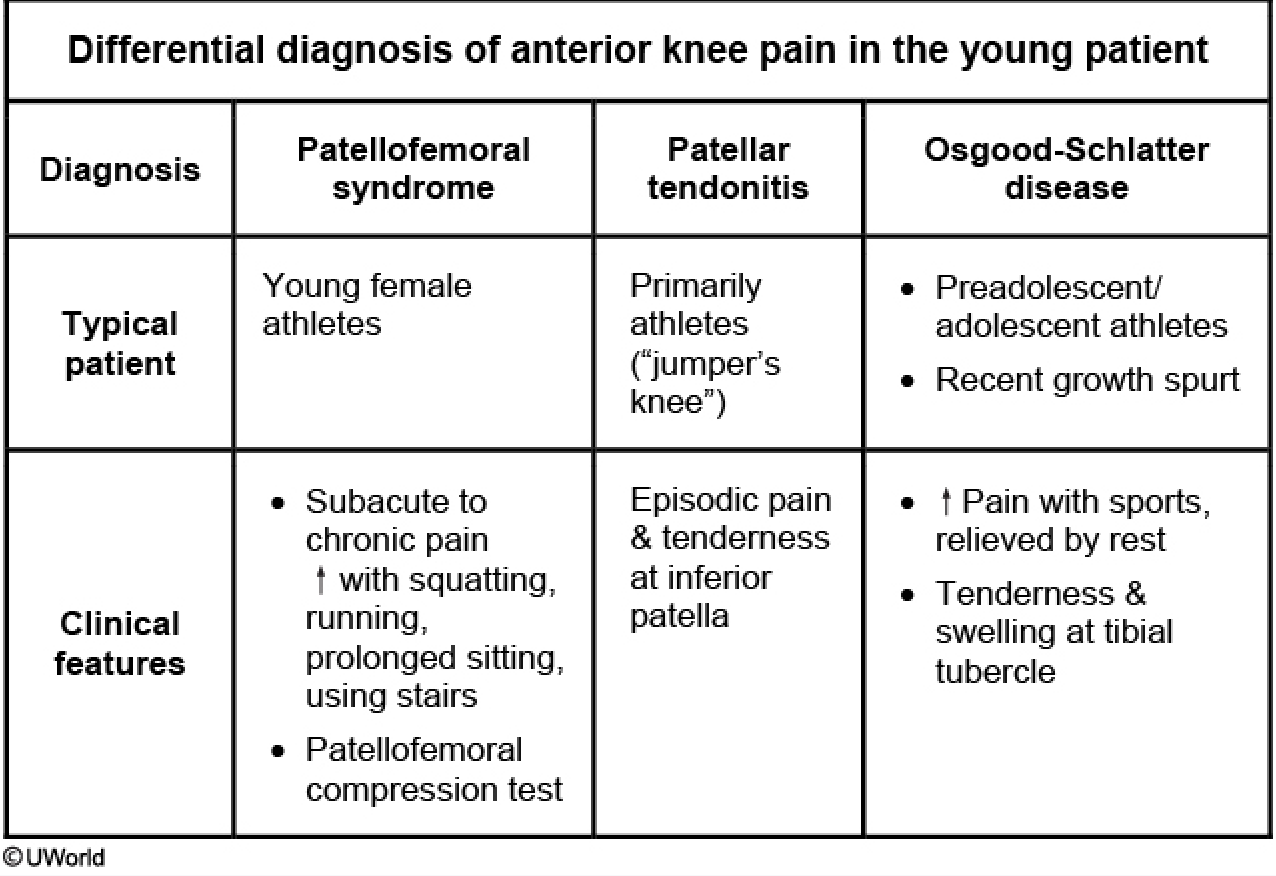 Differential diagnosis of anterior knee pain in the young patient
Diagnosis
Patellofemoral
syndrome
Patellar
tendonitis
Osgood-Schlatter
disease
Typical
patient
Young female
athletes
Primarily
athletes
("jumper's
knee")
• Preadolescent/
adolescent athletes
• Recent growth spurt
Clinical
features
• Subacute to
chronic pain
↑ with squatting,
running,
prolonged sitting,
using stairs
• Patellofemoral
compression test
Episodic pain
& tenderness
at inferior
patella
• ↑ Pain with sports,
relieved by rest
• Tenderness &
swelling at tibial
tubercle
©UWorld